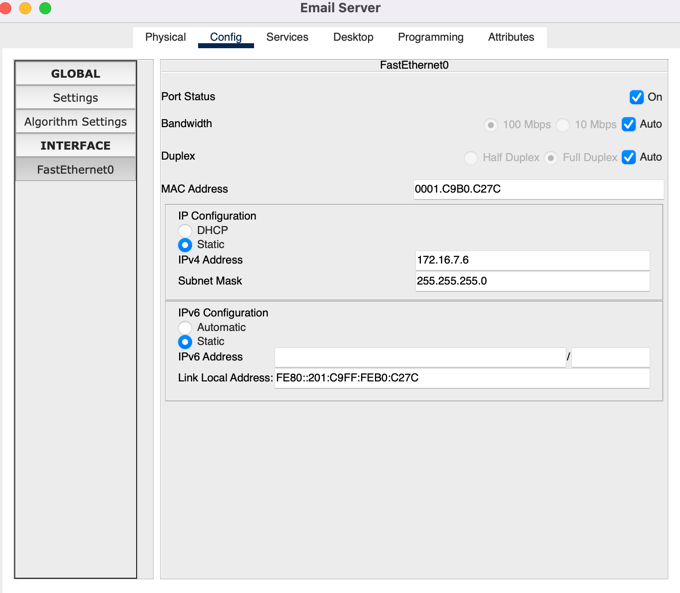 Email Server
Physical Config Services Desktop Programming Attributes
GLOBAL
Settings
Algorithm Settings
INTERFACE
FastEthernet0
FastEthernet0
Port Status On
Bandwidth 100 Mbps 10 Mbps Auto
Duplex Half Duplex Full Duplex Auto
MAC Address 0001.C9B0.C27C
IP Configuration
DHCP
Static
IPv4 Address 172.16.7.6
Subnet Mask 255.255.255.0
IPv6 Configuration
Automatic
Static
IPv6 Address /
Link Local Address: FE80::201:C9FF:FEB0:C27C